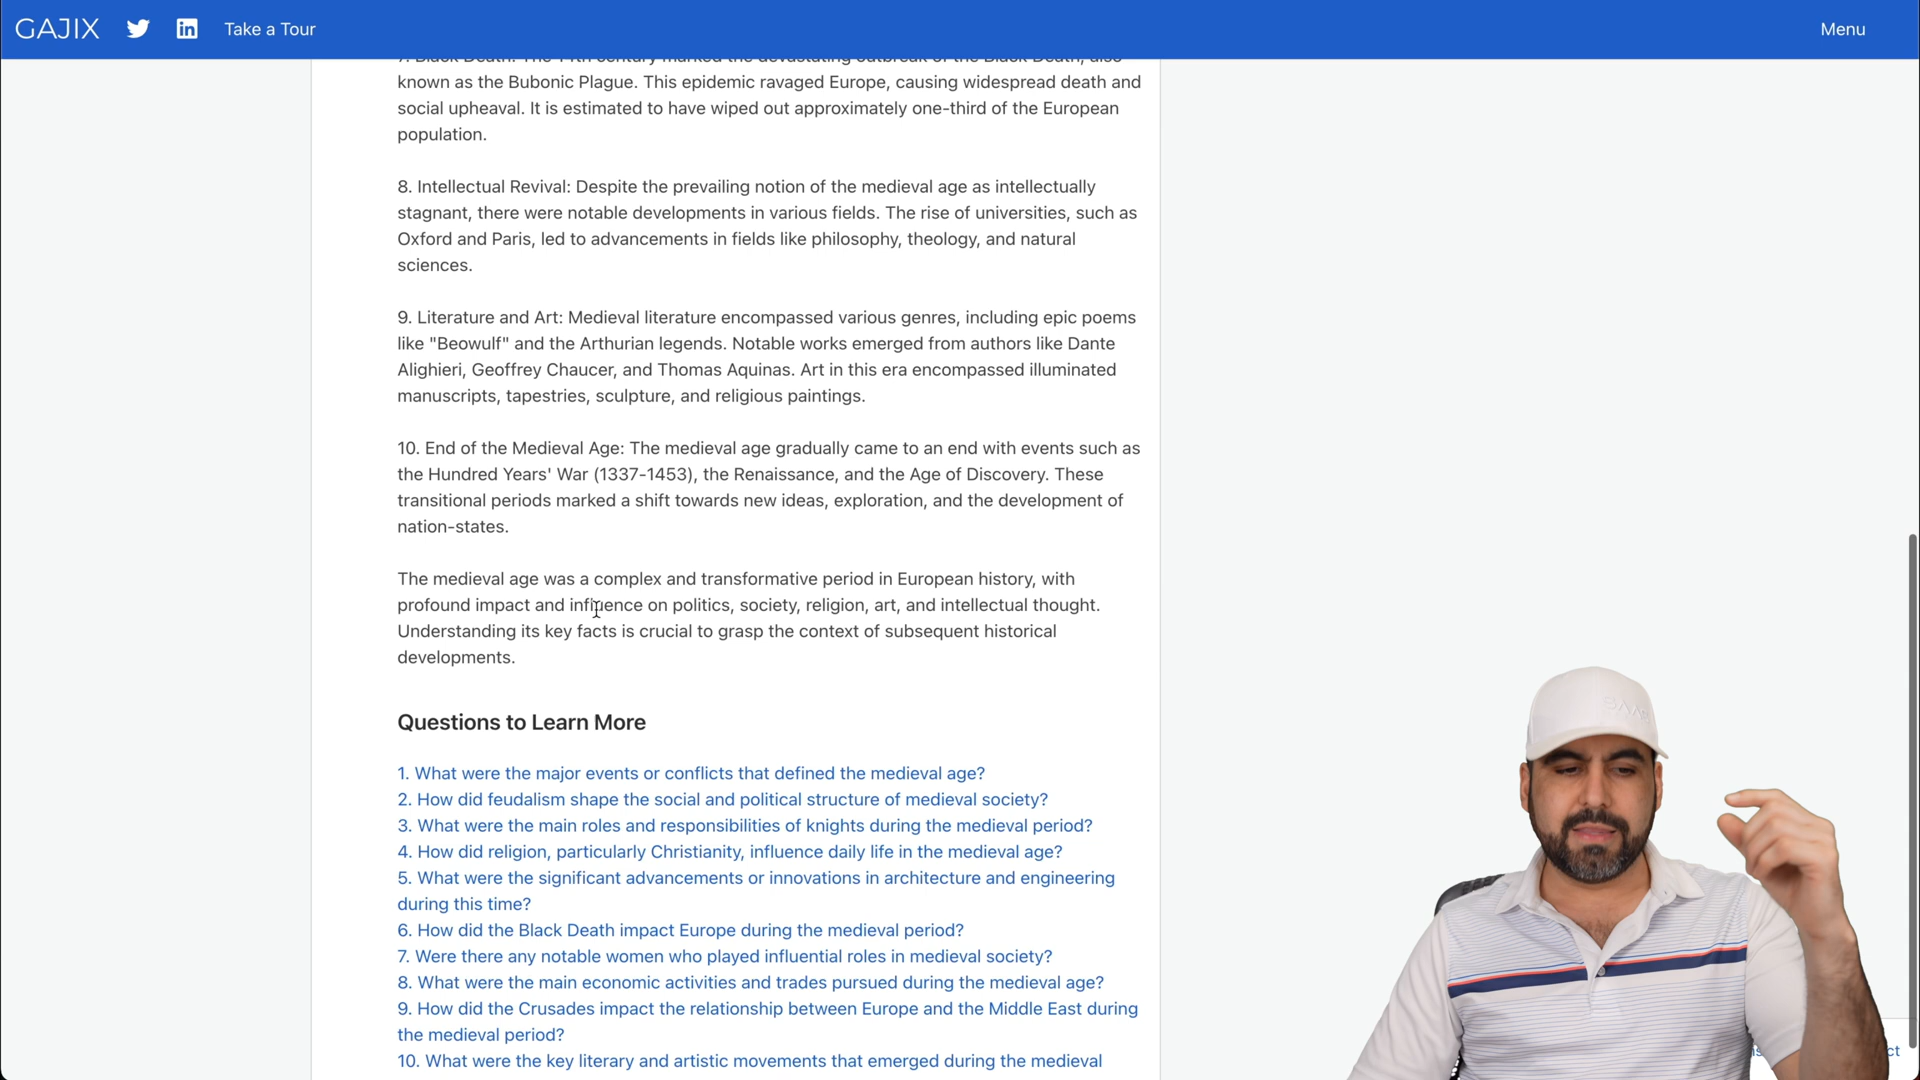 GAJIX Take a Tour Menu
known as the Bubonic Plague. This epidemic ravaged Europe, causing widespread death and
social upheaval. It is estimated to have wiped out approximately one-third of the European
population.
8. Intellectual Revival: Despite the prevailing notion of the medieval age as intellectually
stagnant, there were notable developments in various fields. The rise of universities, such as
Oxford and Paris, led to advancements in fields like philosophy, theology, and natural
sciences.
9. Literature and Art: Medieval literature encompassed various genres, including epic poems
like "Beowulf" and the Arthurian legends. Notable works emerged from authors like Dante
Alighieri, Geoffrey Chaucer, and Thomas Aquinas. Art in this era encompassed illuminated
manuscripts, tapestries, sculpture, and religious paintings.
10. End of the Medieval Age: The medieval age gradually came to an end with events such as
the Hundred Years' War (1337-1453), the Renaissance, and the Age of Discovery. These
transitional periods marked a shift towards new ideas, exploration, and the development of
nation-states.
The medieval age was a complex and transformative period in European history, with
profound impact and influence on politics, society, religion, art, and intellectual thought.
Understanding its key facts is crucial to grasp the context of subsequent historical
developments.
Questions to Learn More
1. What were the major events or conflicts that defined the medieval age?
2. How did feudalism shape the social and political structure of medieval society?
3. What were the main roles and responsibilities of knights during the medieval period?
4. How did religion, particularly Christianity, influence daily life in the medieval age?
5. What were the significant advancements or innovations in architecture and engineering
during this time?
6. How did the Black Death impact Europe during the medieval period?
7. Were there any notable women who played influential roles in medieval society?
8. What were the main economic activities and trades pursued during the medieval age?
9. How did the Crusades impact the relationship between Europe and the Middle East during
the medieval period?
10. What were the key literary and artistic movements that emerged during the medieval